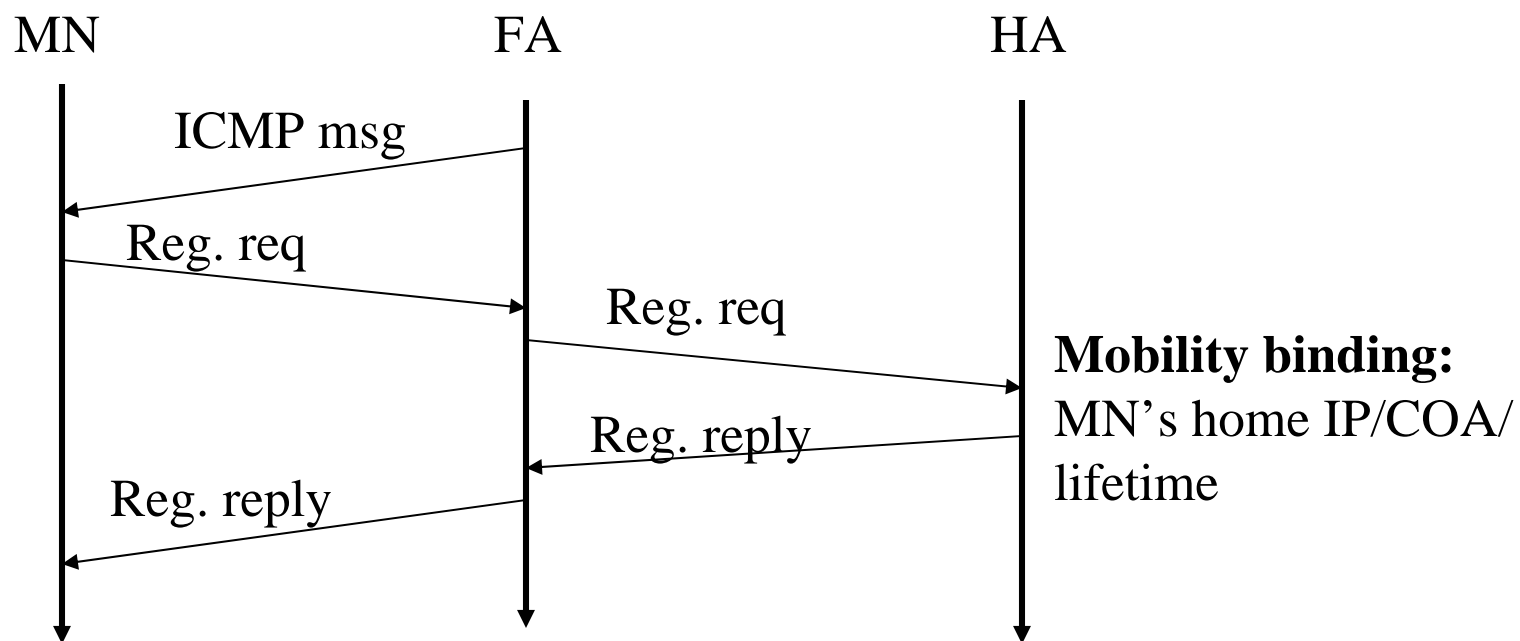 MN
FA
HA
ICMP msg
Reg. req
Reg. req
Mobility binding:
MN’s home IP/COA/
lifetime
Reg. reply
Reg. reply